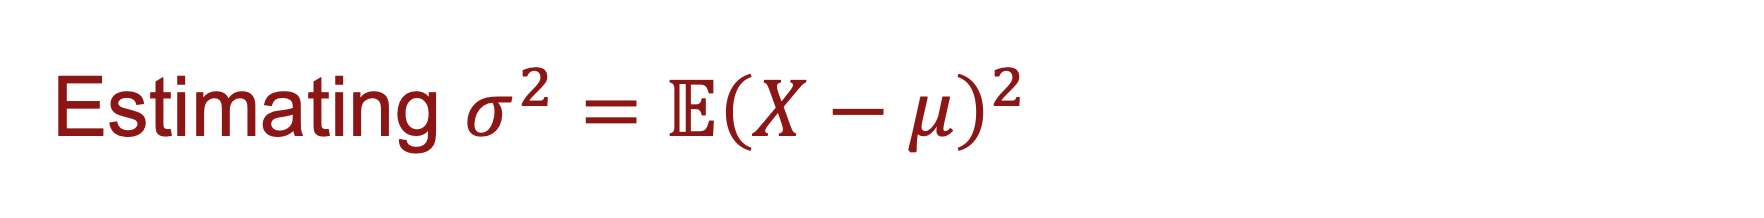 Estimating σ² = 𝔼(X − μ)²